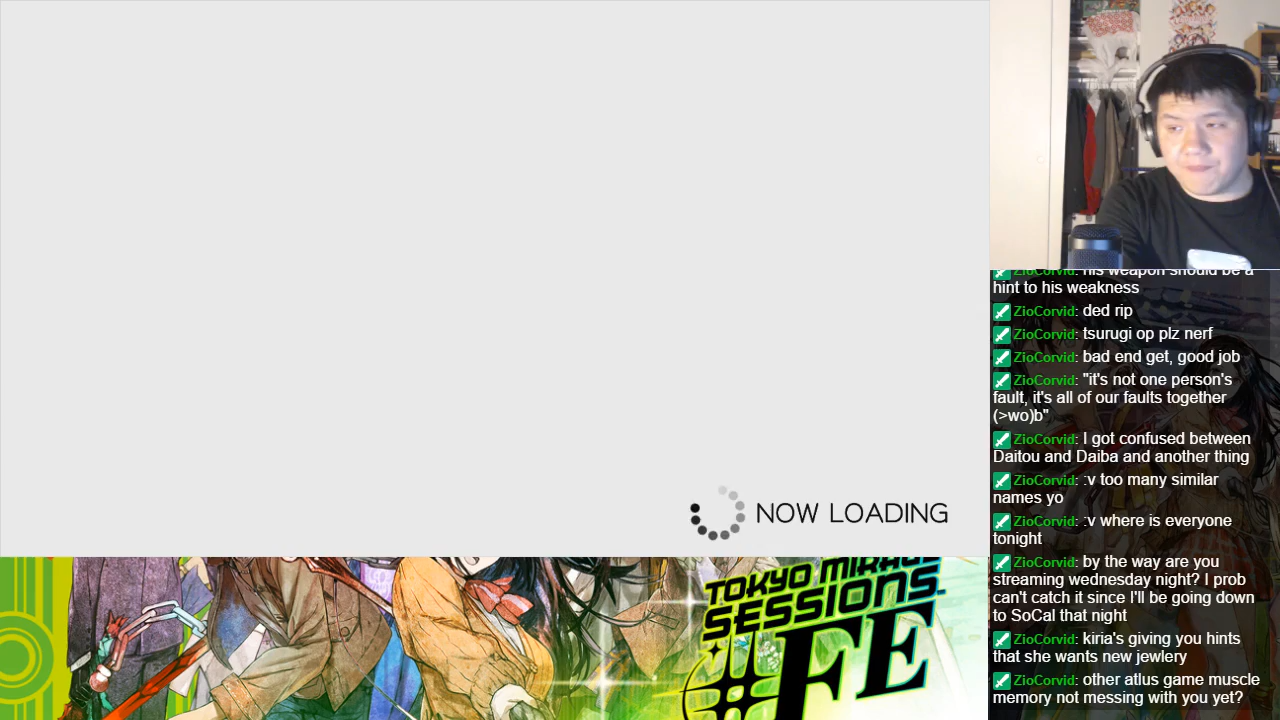 NOW LOADING
TOKYO MIRAGE
SESSIONS
#FE
ZioCorvid: his weapon should be a
hint to his weakness
ZioCorvid: ded rip
ZioCorvid: tsurugi op plz nerf
ZioCorvid: bad end get, good job
ZioCorvid: "it's not one person's
fault, it's all of our faults together
(>wo)b"
ZioCorvid: I got confused between
Daitou and Daiba and another thing
ZioCorvid: :v too many similar
names yo
ZioCorvid: :v where is everyone
tonight
ZioCorvid: by the way are you
streaming wednesday night? I prob
can't catch it since I'll be going down
to SoCal that night
ZioCorvid: kiria's giving you hints
that she wants new jewlery
ZioCorvid: other atlus game muscle
memory not messing with you yet?